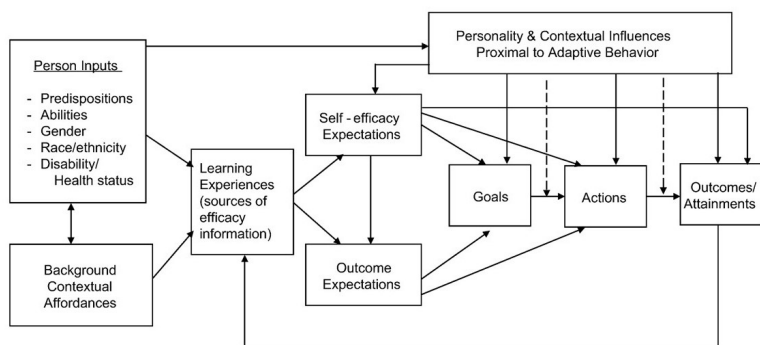 Personality & Contextual Influences
Proximal to Adaptive Behavior
Person Inputs
- Predispositions
- Abilities
- Gender
- Race/ethnicity
- Disability/
Health status
Self - efficacy
Expectations
Learning
Experiences
(sources of
efficacy
information)
Goals
Actions
Outcomes/
Attainments
Background
Contextual
Affordances
Outcome
Expectations